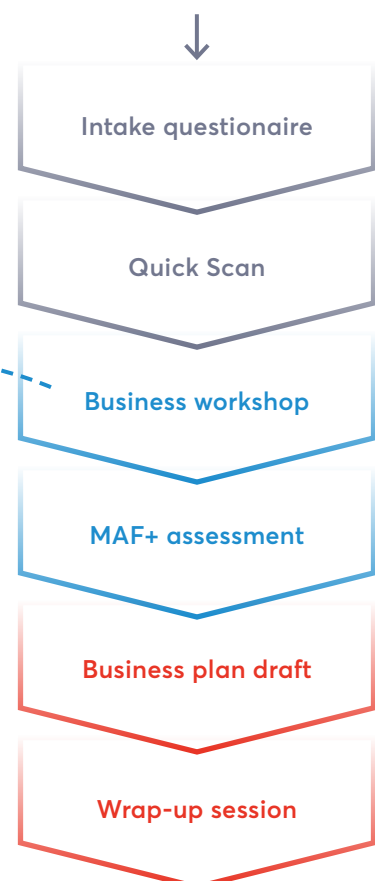 Intake questionaire
Quick Scan
Business workshop
MAF+ assessment
Business plan draft
Wrap-up session